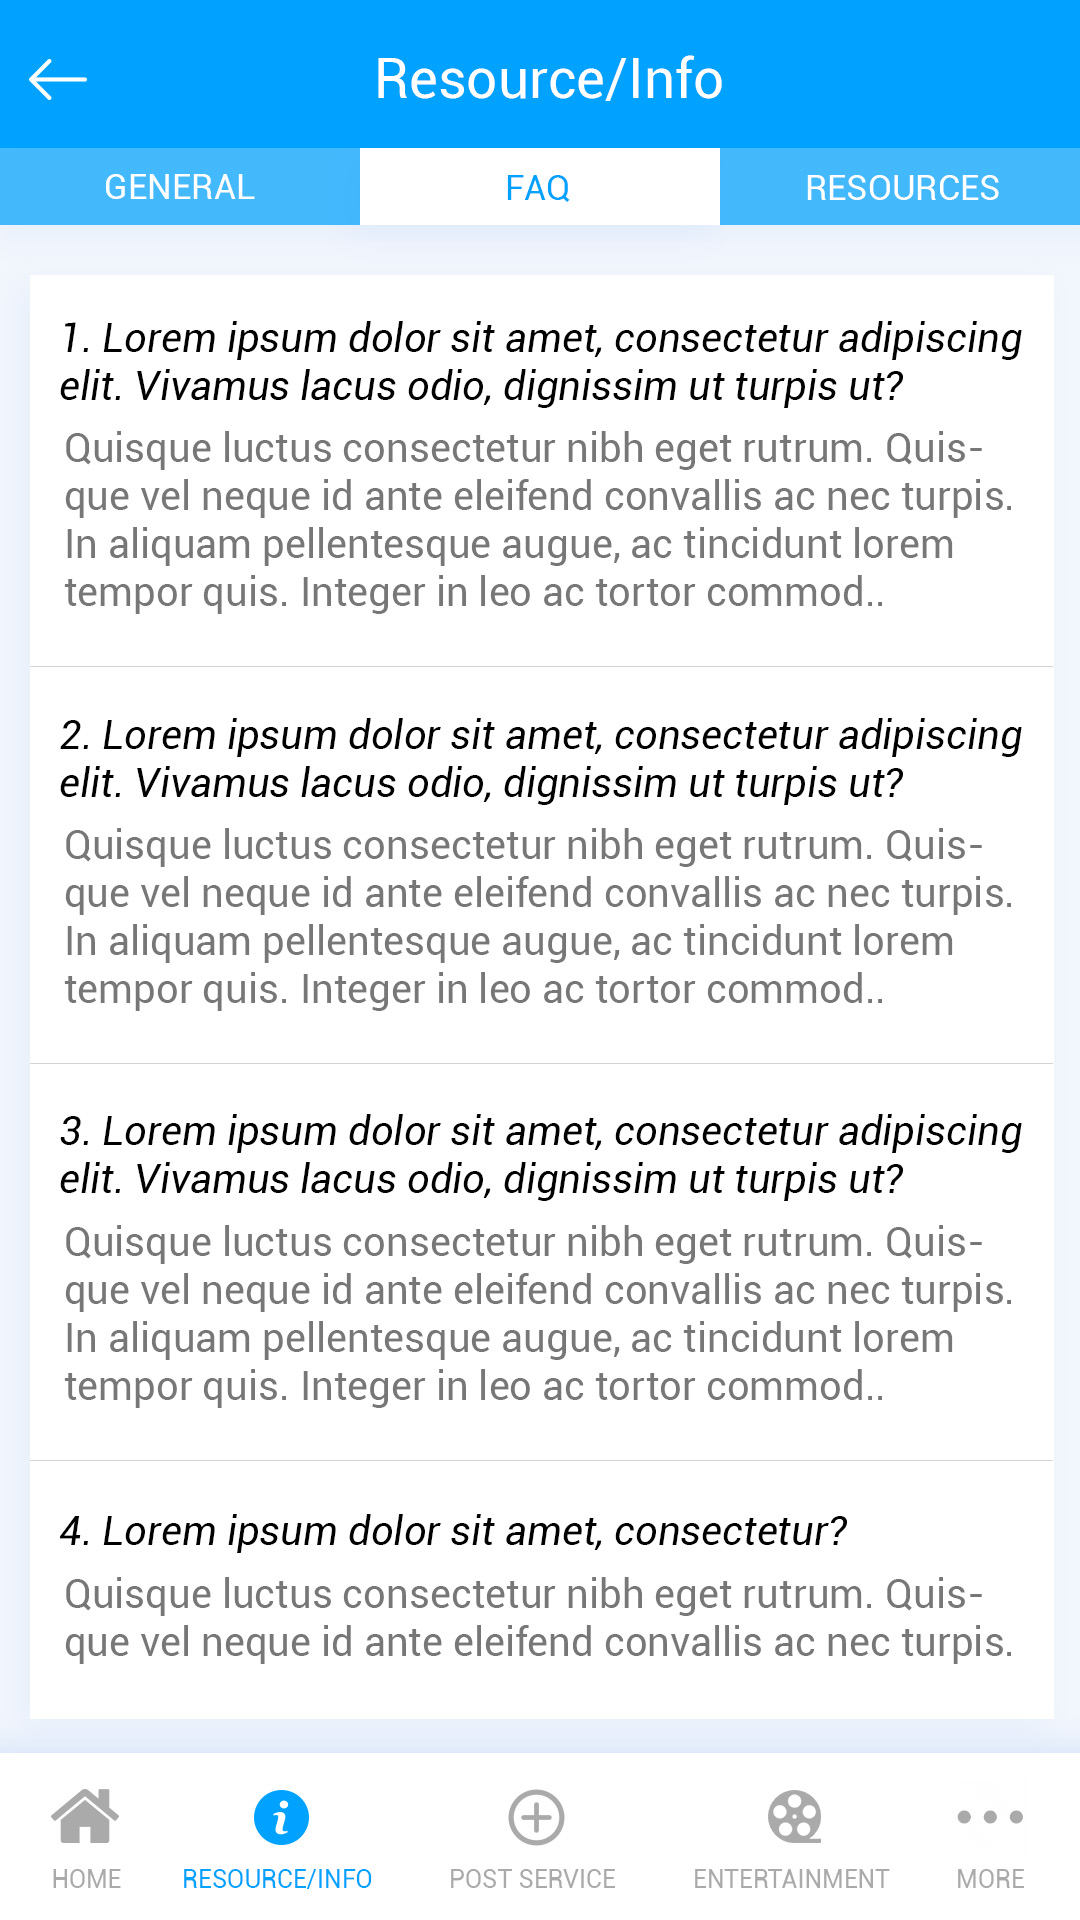 Resource/Info
GENERAL
FAQ
RESOURCES
1. Lorem ipsum dolor sit amet, consectetur adipiscing
elit. Vivamus lacus odio, dignissim ut turpis ut?
Quisque luctus consectetur nibh eget rutrum. Quis-
que vel neque id ante eleifend convallis ac nec turpis.
In aliquam pellentesque augue, ac tincidunt lorem
tempor quis. Integer in leo ac tortor commod..
2. Lorem ipsum dolor sit amet, consectetur adipiscing
elit. Vivamus lacus odio, dignissim ut turpis ut?
Quisque luctus consectetur nibh eget rutrum. Quis-
que vel neque id ante eleifend convallis ac nec turpis.
In aliquam pellentesque augue, ac tincidunt lorem
tempor quis. Integer in leo ac tortor commod..
3. Lorem ipsum dolor sit amet, consectetur adipiscing
elit. Vivamus lacus odio, dignissim ut turpis ut?
Quisque luctus consectetur nibh eget rutrum. Quis-
que vel neque id ante eleifend convallis ac nec turpis.
In aliquam pellentesque augue, ac tincidunt lorem
tempor quis. Integer in leo ac tortor commod..
4. Lorem ipsum dolor sit amet, consectetur?
Quisque luctus consectetur nibh eget rutrum. Quis-
que vel neque id ante eleifend convallis ac nec turpis.
HOME
RESOURCE/INFO
POST SERVICE
ENTERTAINMENT
MORE